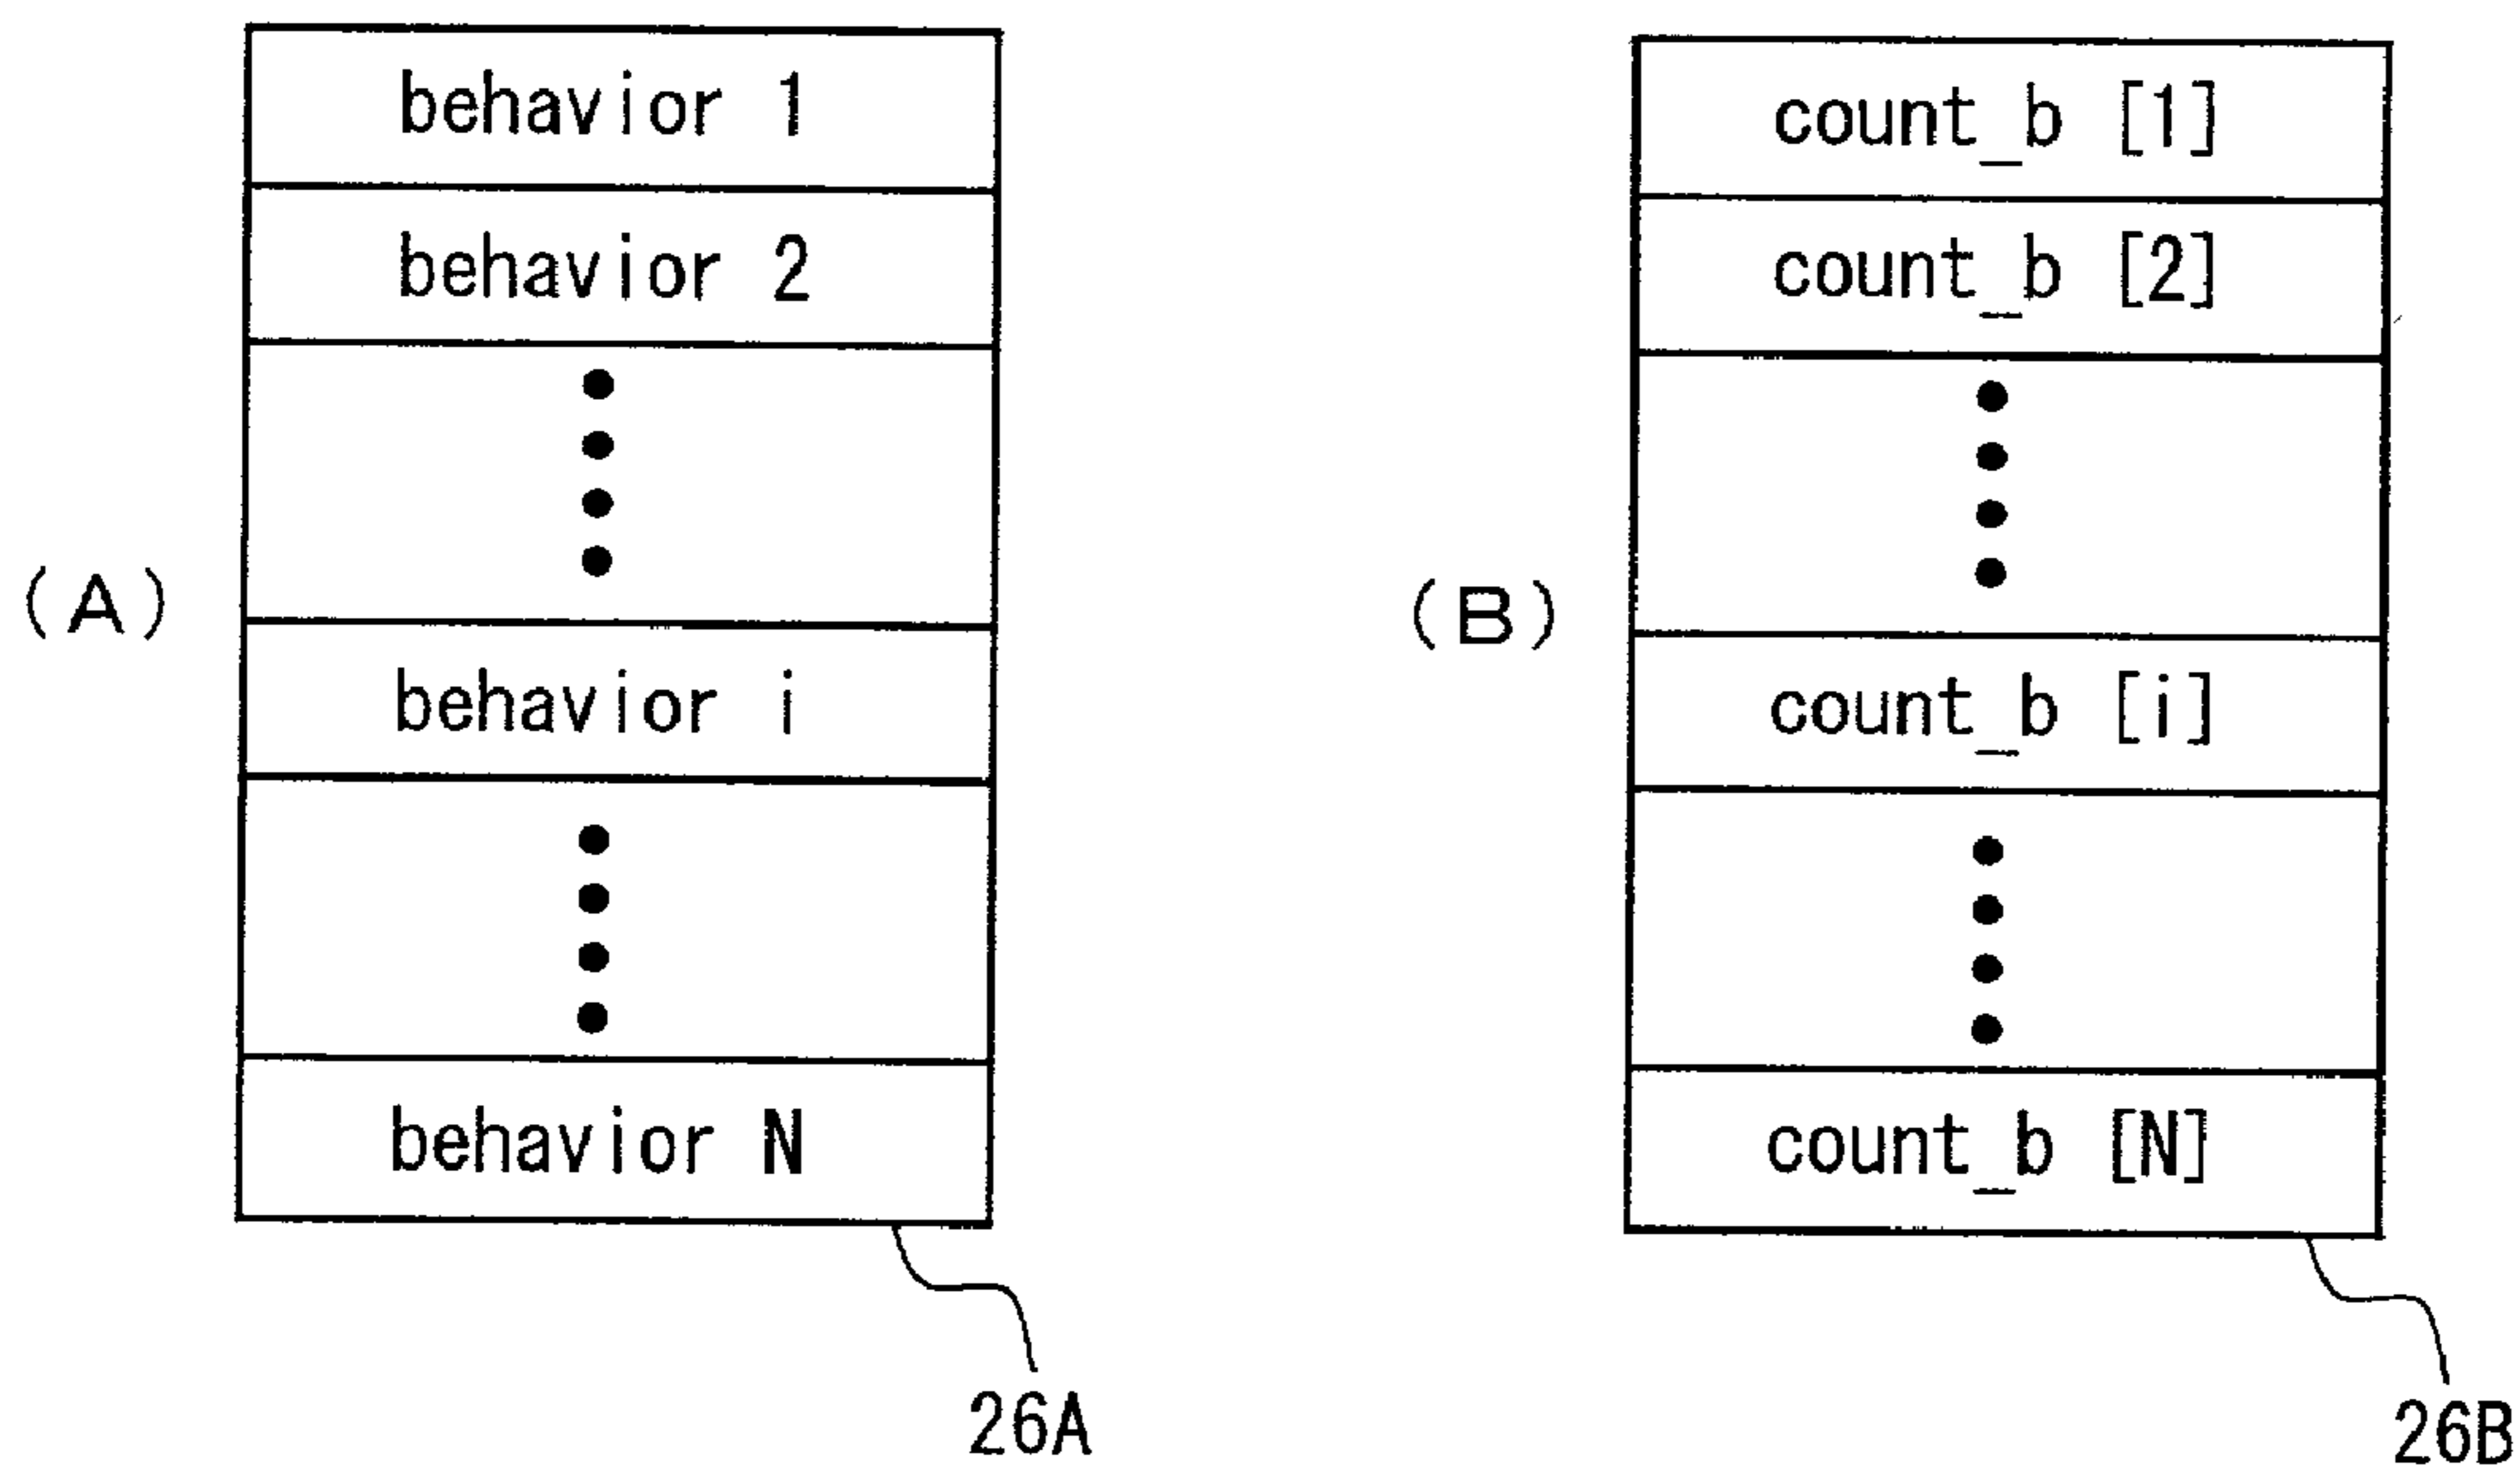 (A)
behavior 1
behavior 2
behavior i
behavior N
26A
(B)
count_b [1]
count_b [2]
count_b [i]
count_b [N]
26B